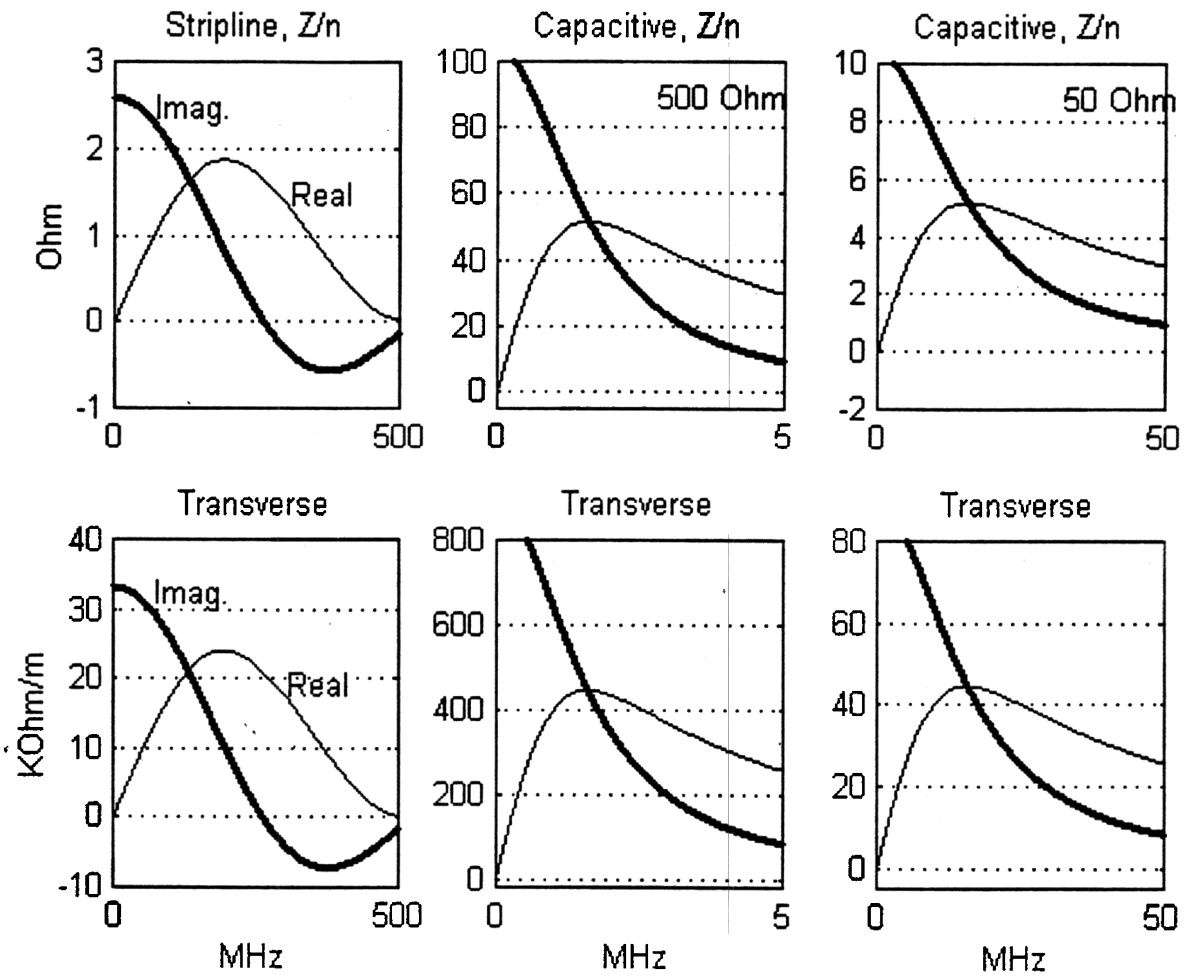 Stripline, Z/n
Capacitive, Z/n
Capacitive, Z/n
3
2
1
0
-1
Ohm
Imag.
Real
0
500
100
80
60
40
20
0
500 Ohm
0
5
10
8
6
4
2
0
-2
50 Ohm
0
50
Transverse
Transverse
Transverse
40
30
20
10
0
-10
KOhm/m
Imag.
Real
0
500
MHz
800
600
400
200
0
0
5
MHz
80
60
40
20
0
0
50
MHz